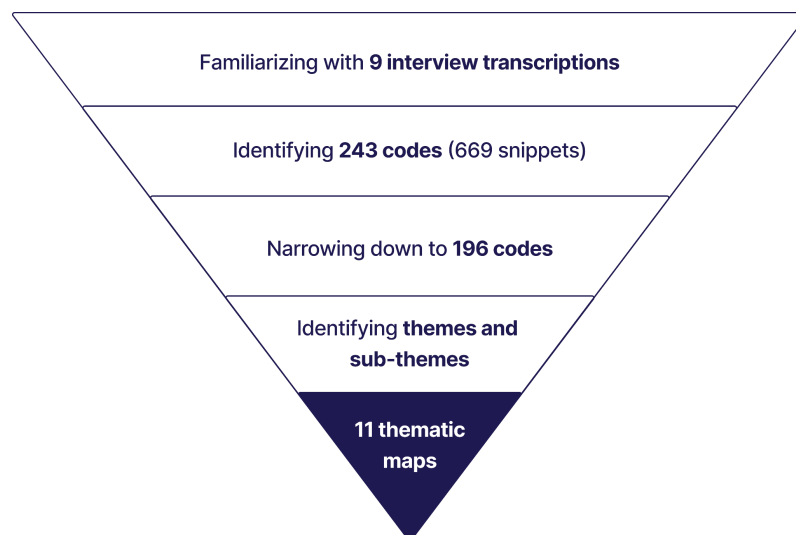 Familiarizing with 9 interview transcriptions
Identifying 243 codes (669 snippets)
Narrowing down to 196 codes
Identifying themes and
sub-themes
11 thematic
maps